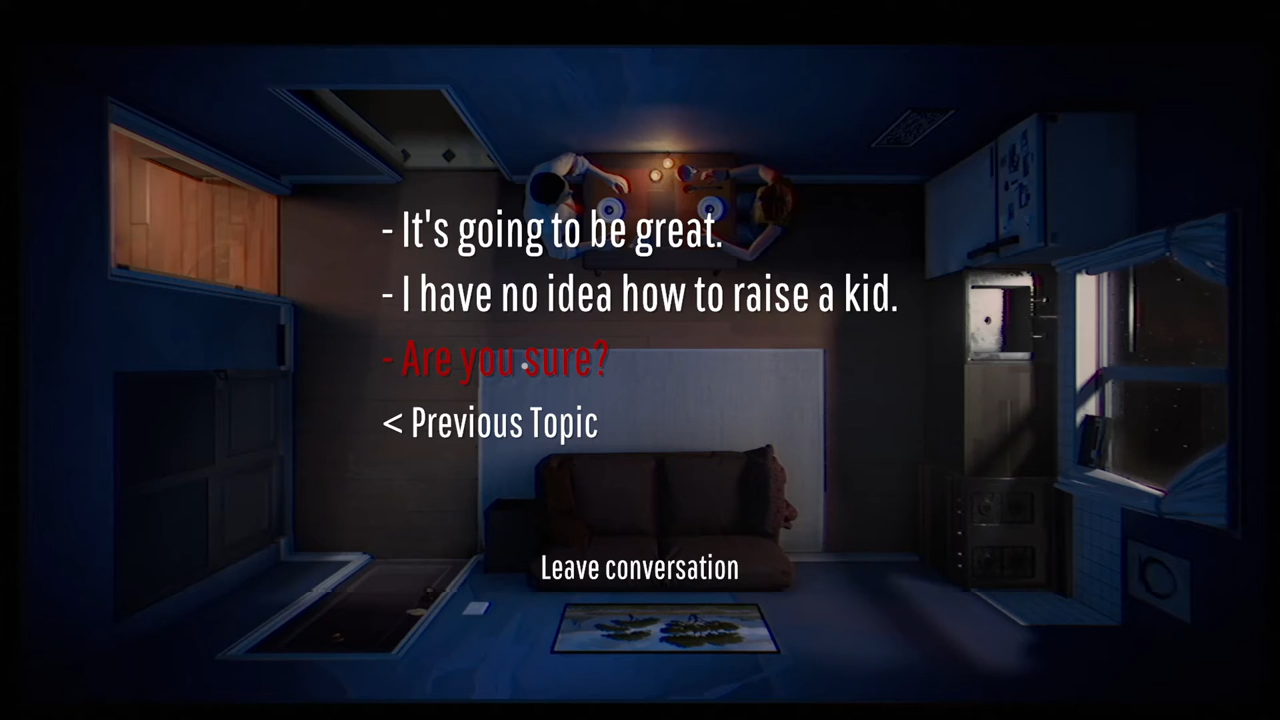 - It's going to be great.
- I have no idea how to raise a kid.
- Are you sure?
< Previous Topic
Leave conversation